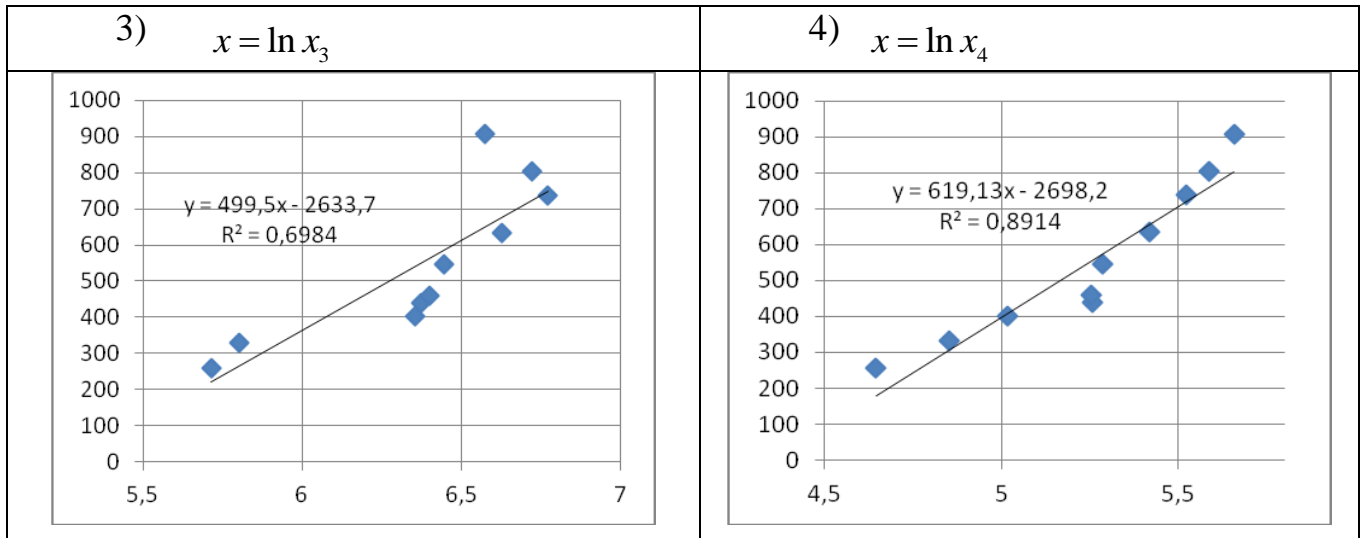 3) x = ln x₃
4) x = ln x₄
1000
900
800
700
600
500
400
300
200
100
0
y = 499,5x - 2633,7
R² = 0,6984
5,5 6 6,5 7
1000
900
800
700
600
500
400
300
200
100
0
y = 619,13x - 2698,2
R² = 0,8914
4,5 5 5,5